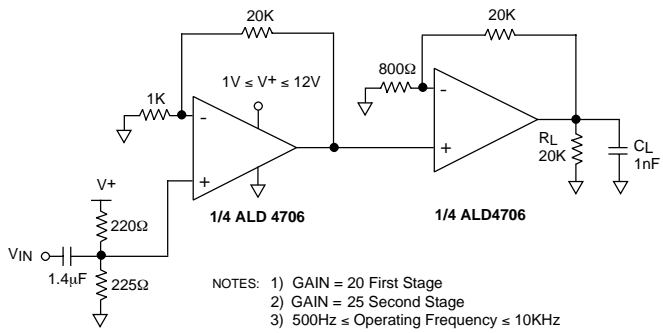 20K
20K
1V ≤ V+ ≤ 12V
800Ω
1K
-
-
+
+
RL
20K
CL
1nF
V+
1/4 ALD 4706
1/4 ALD4706
220Ω
VIN
1.4µF
225Ω
NOTES: 1) GAIN = 20 First Stage
2) GAIN = 25 Second Stage
3) 500Hz ≤ Operating Frequency ≤ 10KHz